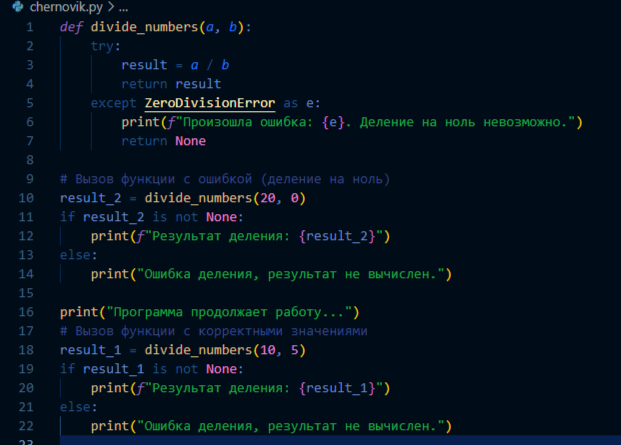 chernovik.py > ...
1 def divide_numbers(a, b):
2     try:
3         result = a / b
4         return result
5     except ZeroDivisionError as e:
6         print(f"Произошла ошибка: {e}. Деление на ноль невозможно.")
7         return None
8
9 # Вызов функции с ошибкой (деление на ноль)
10 result_2 = divide_numbers(20, 0)
11 if result_2 is not None:
12     print(f"Результат деления: {result_2}")
13 else:
14     print("Ошибка деления, результат не вычислен.")
15
16 print("Программа продолжает работу...")
17 # Вызов функции с корректными значениями
18 result_1 = divide_numbers(10, 5)
19 if result_1 is not None:
20     print(f"Результат деления: {result_1}")
21 else:
22     print("Ошибка деления, результат не вычислен.")
23